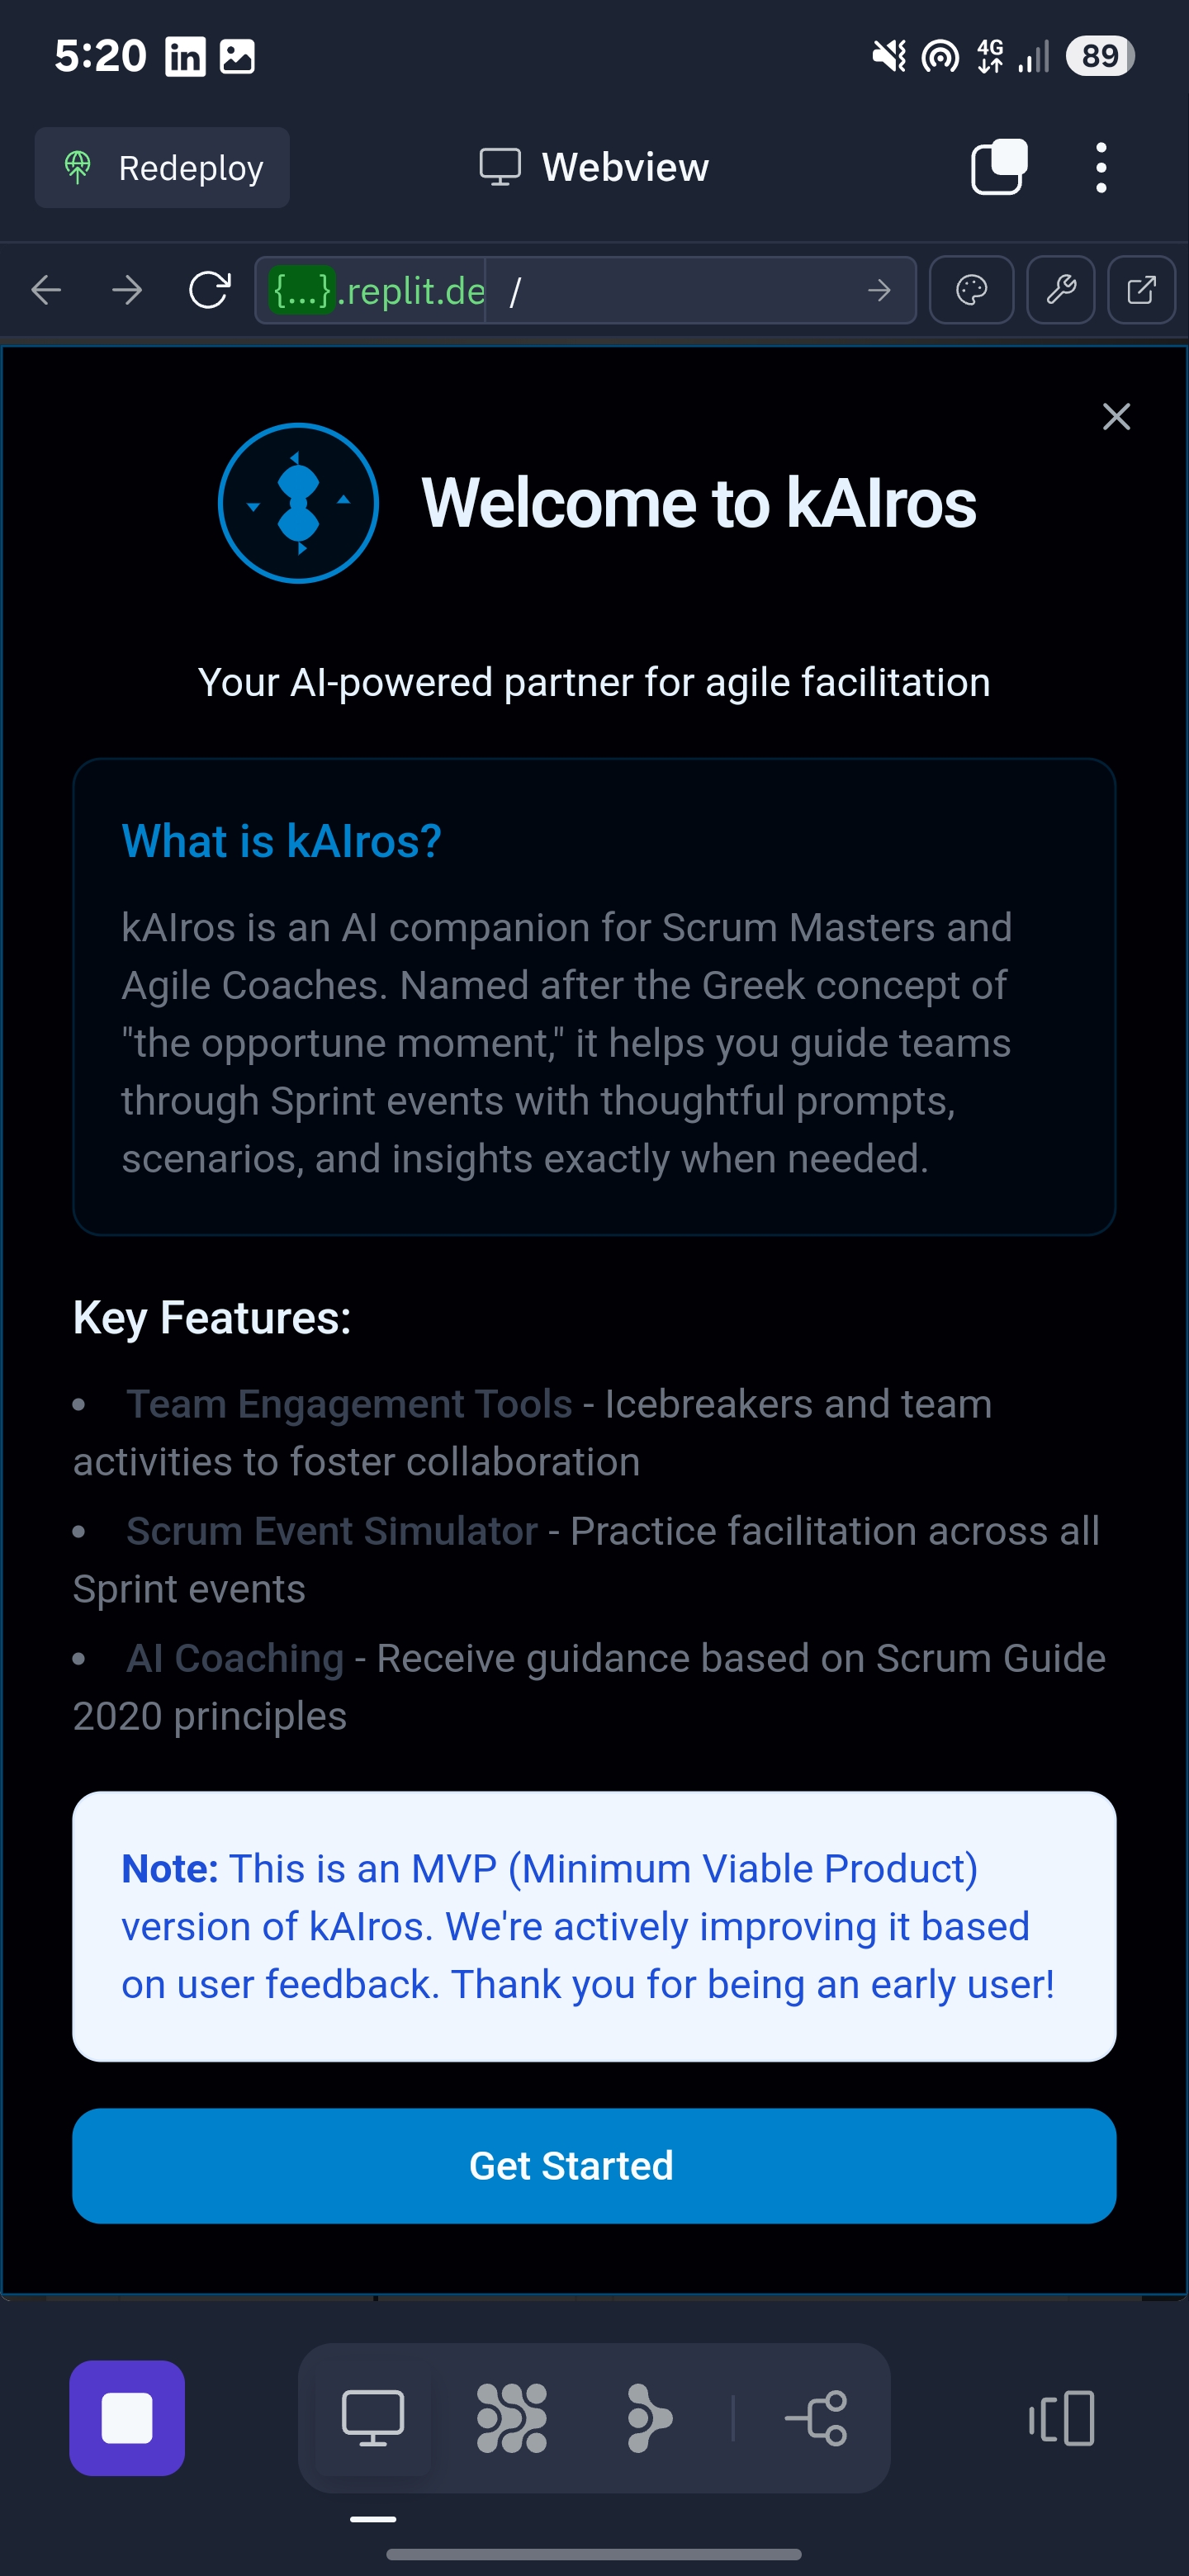 5:20
4G
89
Redeploy
Webview
{...}.replit.de /
Welcome to kAIros
Your AI-powered partner for agile facilitation
What is kAIros?
kAIros is an AI companion for Scrum Masters and
Agile Coaches. Named after the Greek concept of
"the opportune moment," it helps you guide teams
through Sprint events with thoughtful prompts,
scenarios, and insights exactly when needed.
Key Features:
• Team Engagement Tools - Icebreakers and team
activities to foster collaboration
• Scrum Event Simulator - Practice facilitation across all
Sprint events
• AI Coaching - Receive guidance based on Scrum Guide
2020 principles
Note: This is an MVP (Minimum Viable Product)
version of kAIros. We're actively improving it based
on user feedback. Thank you for being an early user!
Get Started